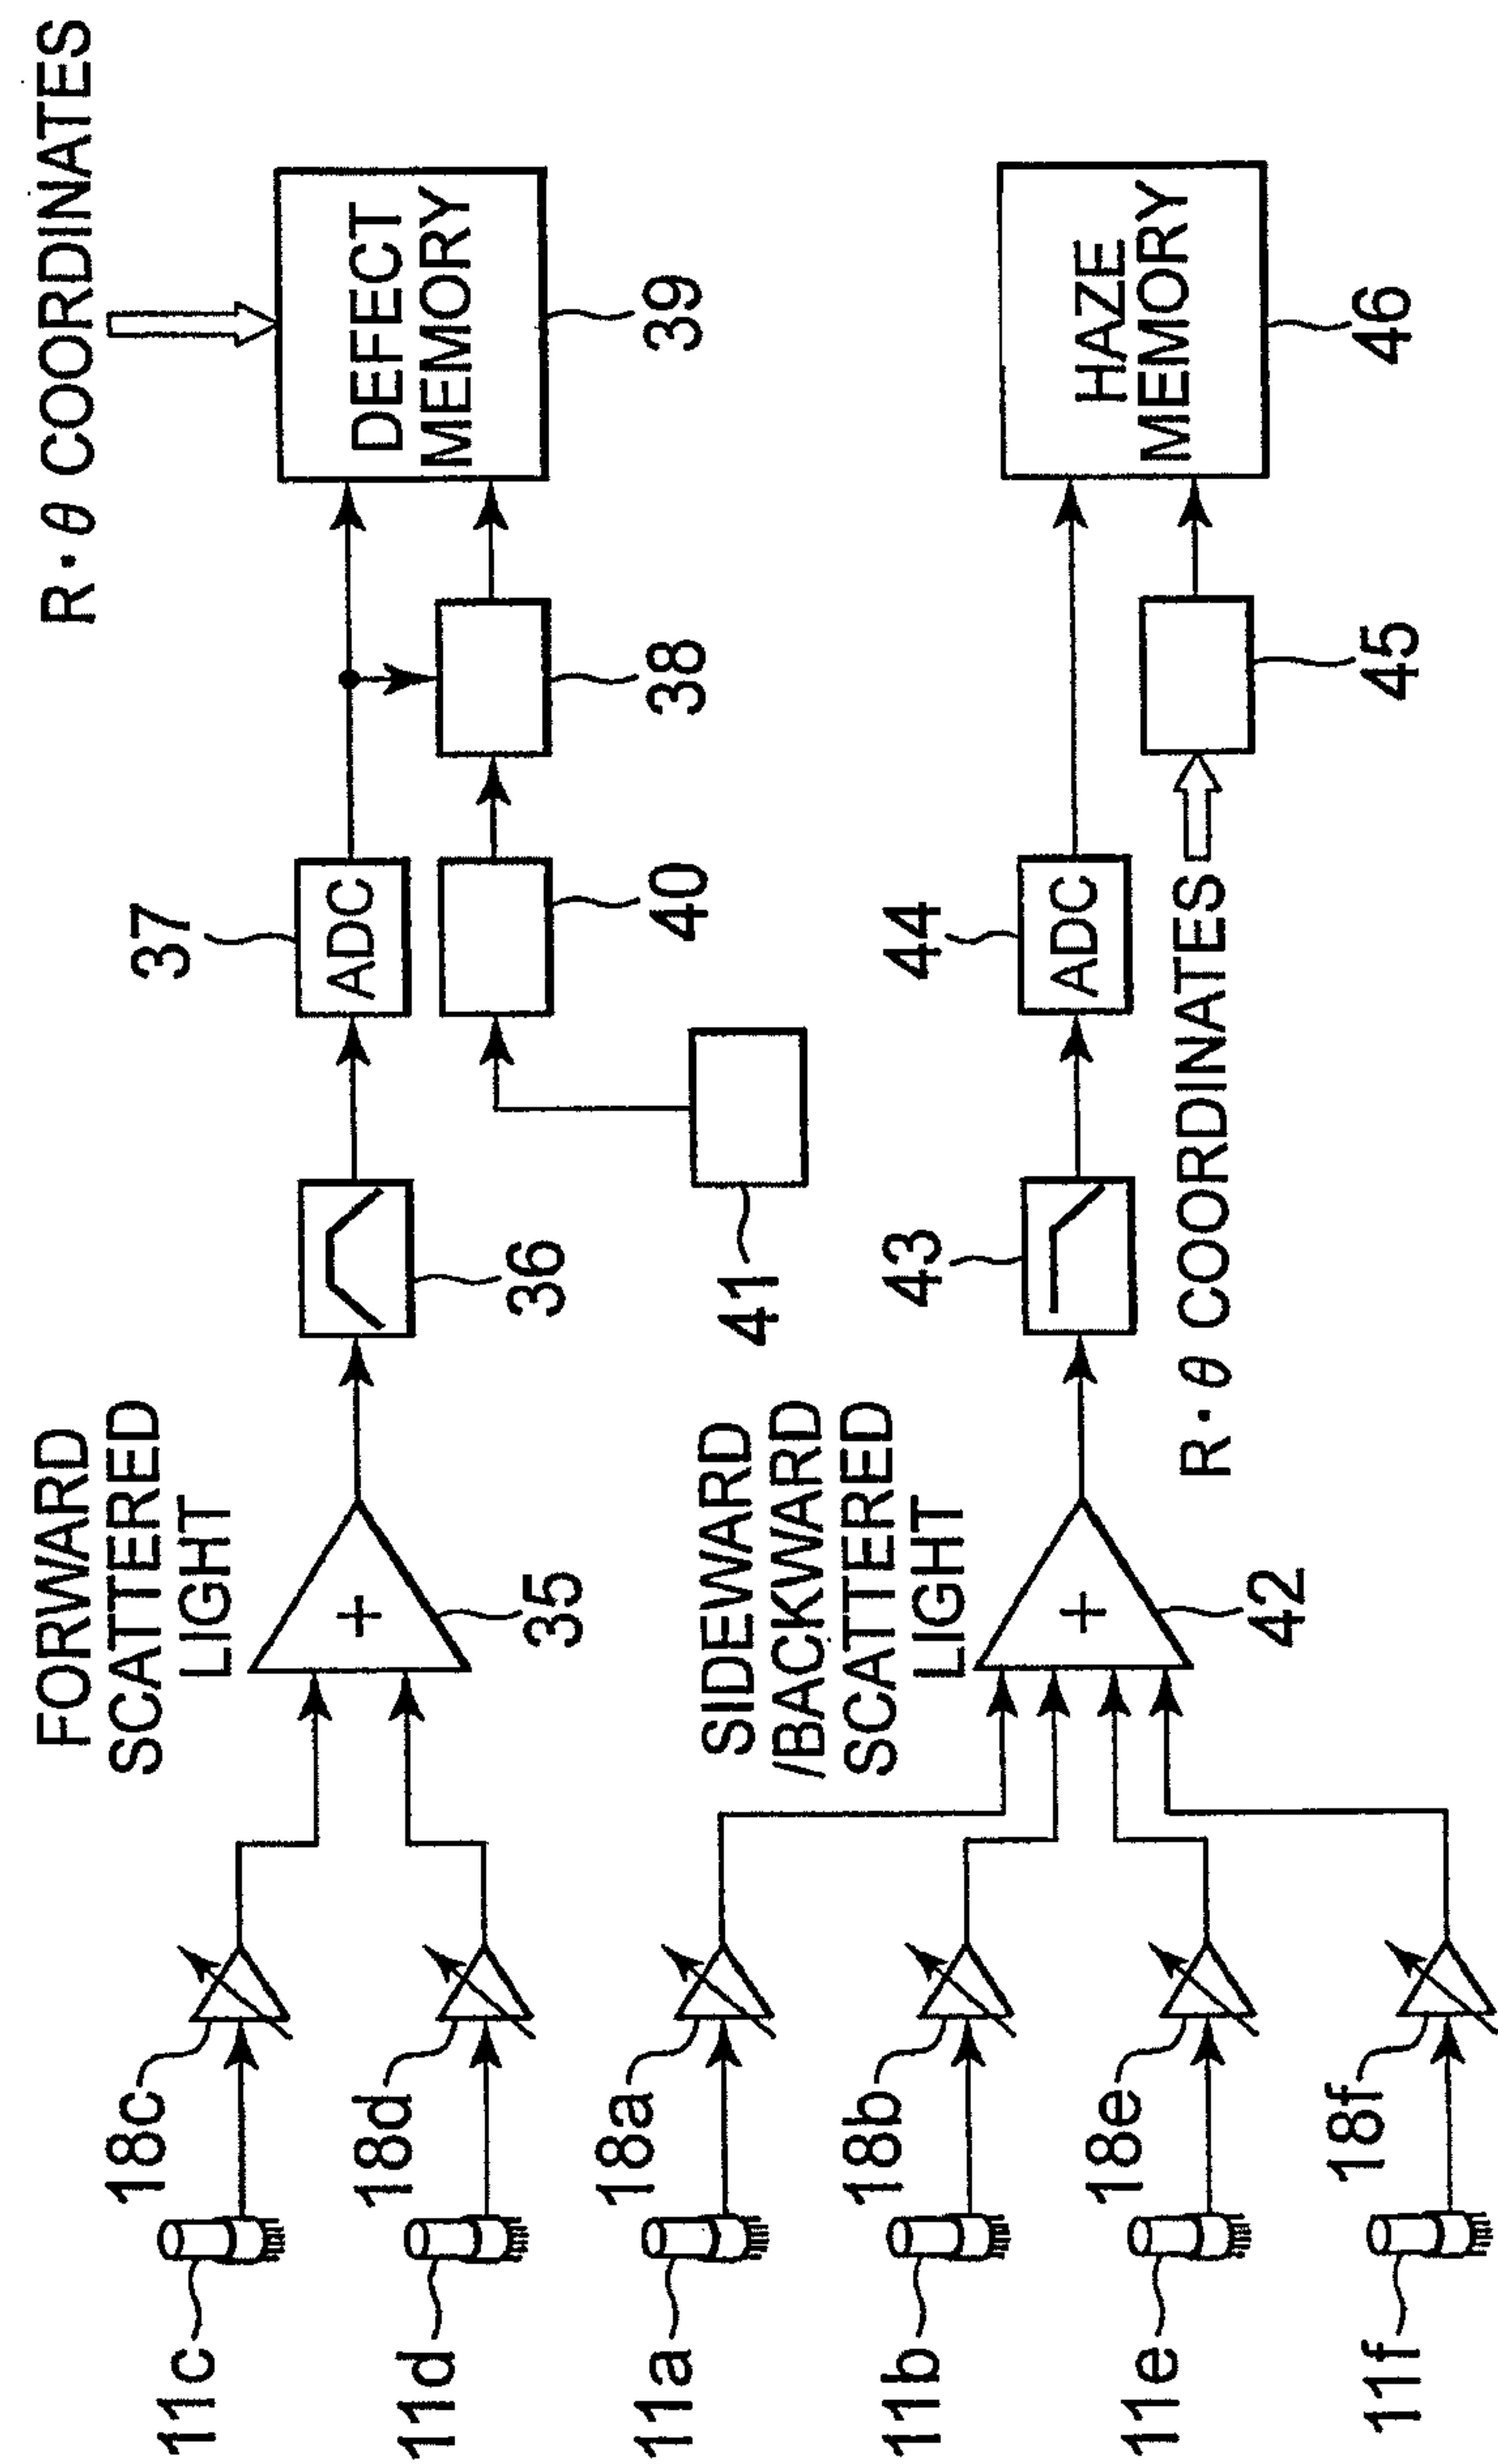 R·θ COORDINATES
FORWARD
SCATTERED
LIGHT
37
ADC
DEFECT
MEMORY
39
11c
18c
35
36
38
40
41
11d
18d
SIDEWARD
/BACKWARD
SCATTERED
LIGHT
11a
18a
43
44
ADC
HAZE
MEMORY
46
11b
18b
42
R·θ COORDINATES
45
11e
18e
11f
18f